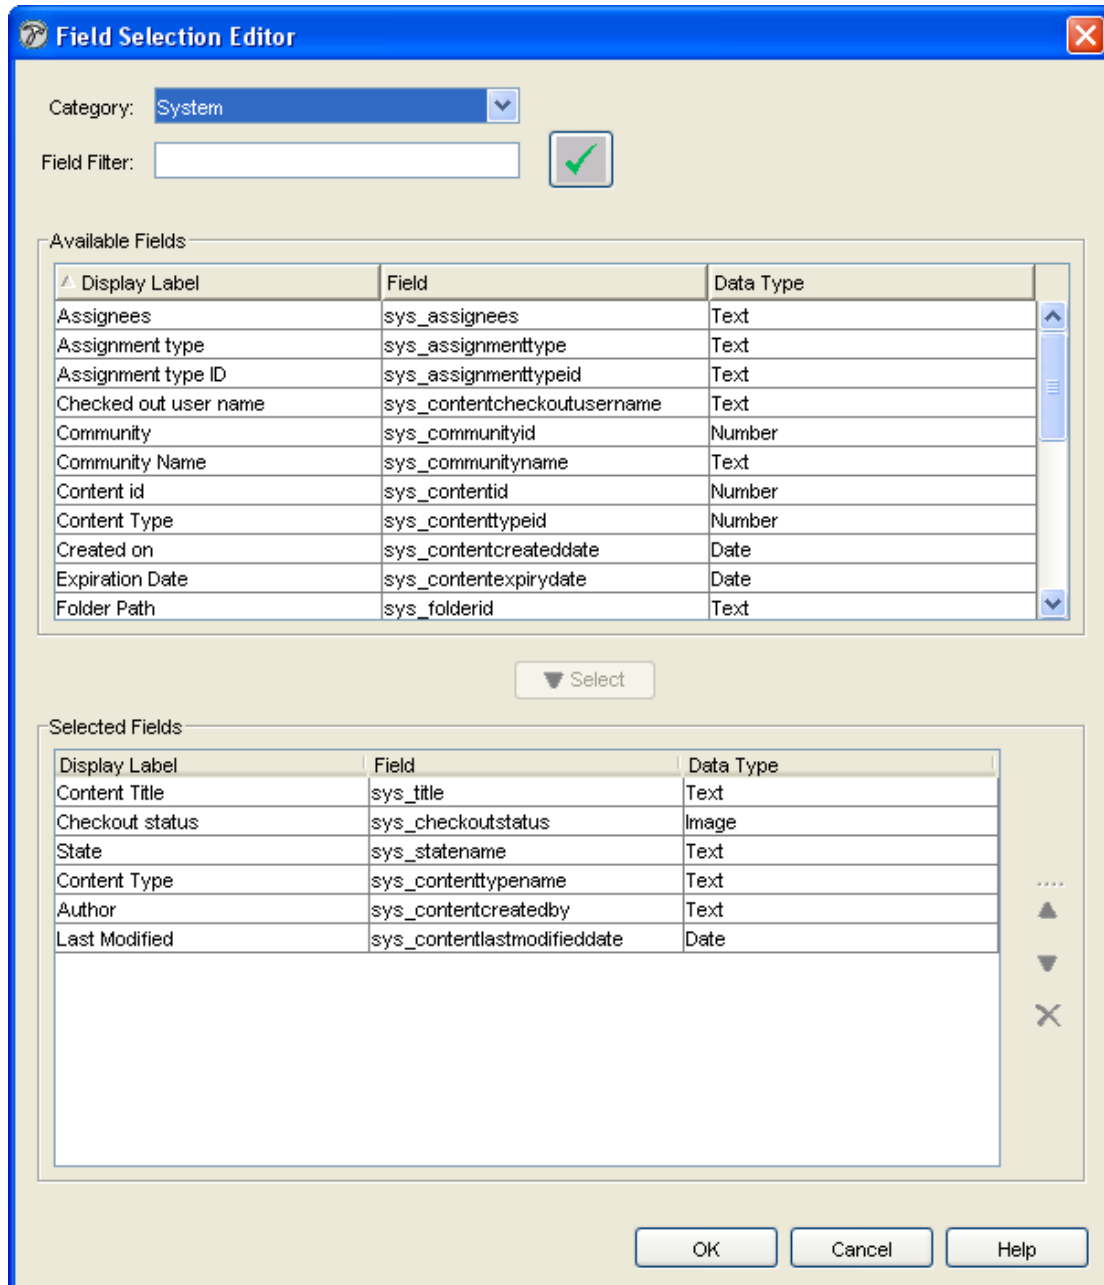 Field Selection Editor
Category: System
Field Filter:
Available Fields
Display Label Field Data Type
Assignees sys_assignees Text
Assignment type sys_assignmenttype Text
Assignment type ID sys_assignmenttypeid Text
Checked out user name sys_contentcheckoutusername Text
Community sys_communityid Number
Community Name sys_communityname Text
Content id sys_contentid Number
Content Type sys_contenttypeid Number
Created on sys_contentcreateddate Date
Expiration Date sys_contentexpirydate Date
Folder Path sys_folderid Text
Select
Selected Fields
Display Label Field Data Type
Content Title sys_title Text
Checkout status sys_checkoutstatus Image
State sys_statename Text
Content Type sys_contenttypename Text
Author sys_contentcreatedby Text
Last Modified sys_contentlastmodifieddate Date
OK Cancel Help